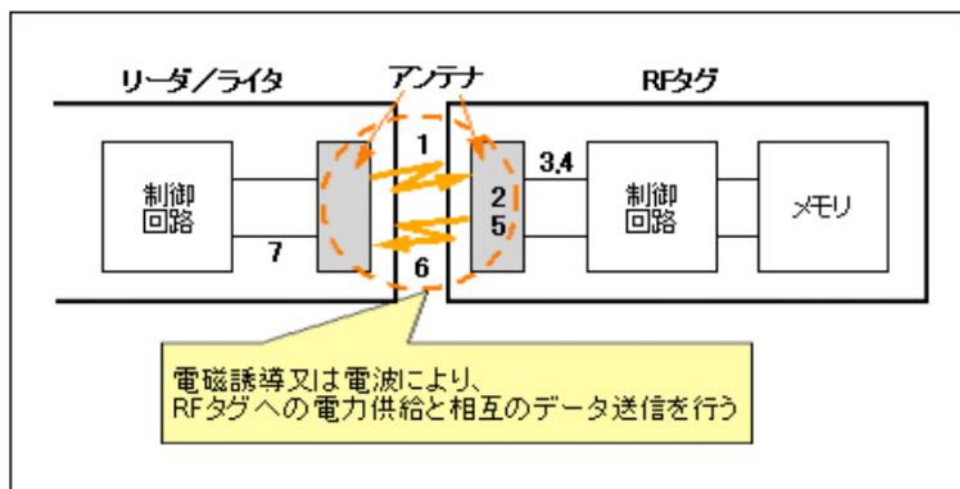 リーダ／ライタ
アンテナ
RFタグ
1
3,4
制御
回路
2
5
制御
回路
メモリ
7
6
電磁誘導又は電波により、
RFタグへの電力供給と相互のデータ送信を行う